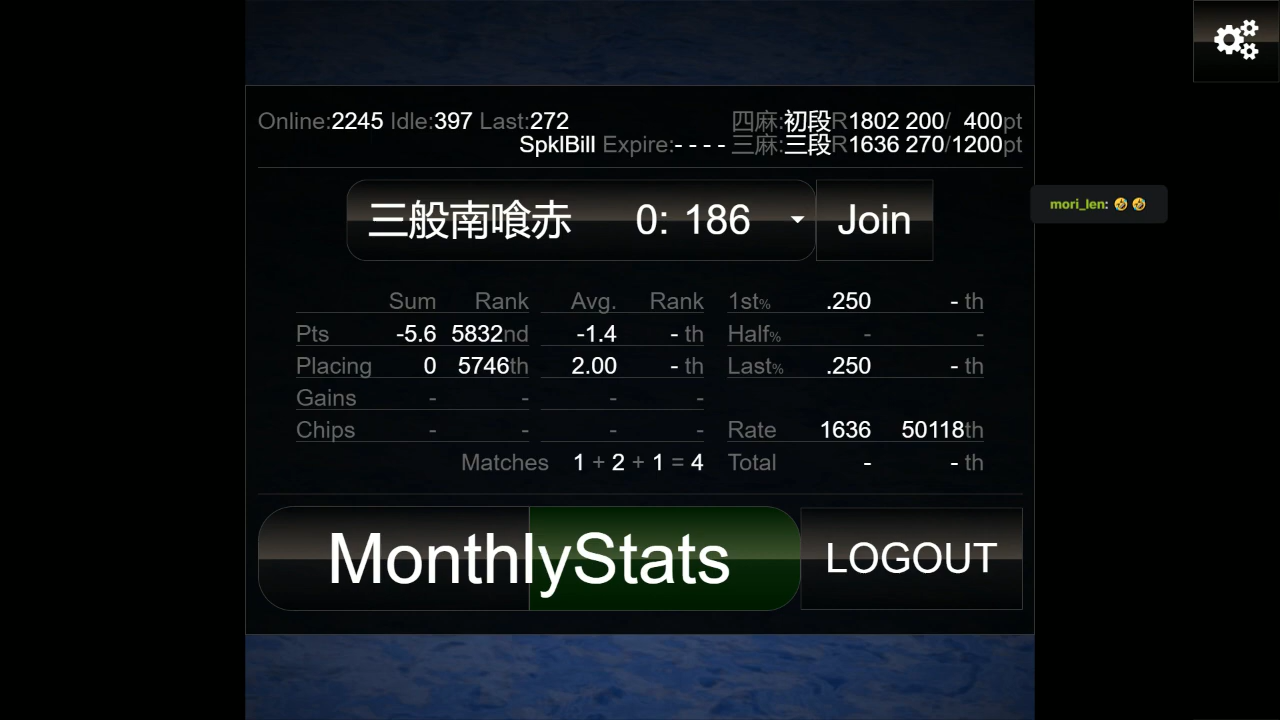 Online:2245 Idle:397 Last:272 四麻:初段R1802 200/ 400pt
SpklBill Expire:- - - - 三麻:三段R1636 270/1200pt
三般南喰赤 0: 186 Join
mori_len: 🤣 🤣
Sum Rank Avg. Rank 1st% .250 - th
Pts -5.6 5832nd -1.4 - th Half% - -
Placing 0 5746th 2.00 - th Last% .250 - th
Gains - - - -
Chips - - - - Rate 1636 50118th
Matches 1 + 2 + 1 = 4 Total - - th
MonthlyStats LOGOUT